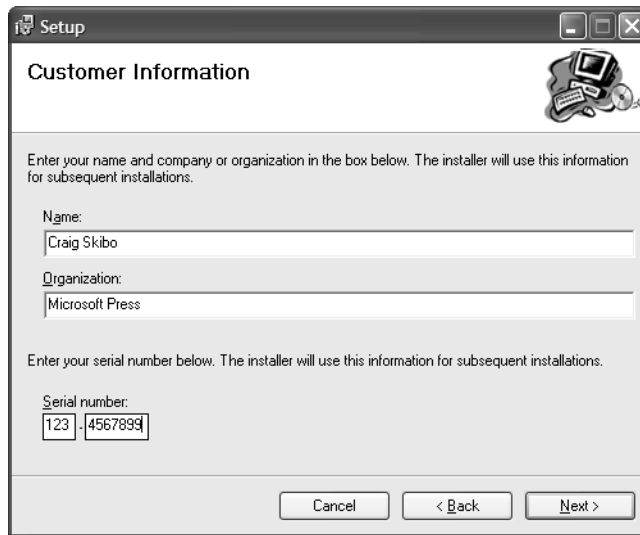 Setup
Customer Information
Enter your name and company or organization in the box below. The installer will use this information
for subsequent installations.
Name:
Craig Skibo
Organization:
Microsoft Press
Enter your serial number below. The installer will use this information for subsequent installations.
Serial number:
123 - 4567899
Cancel < Back Next >